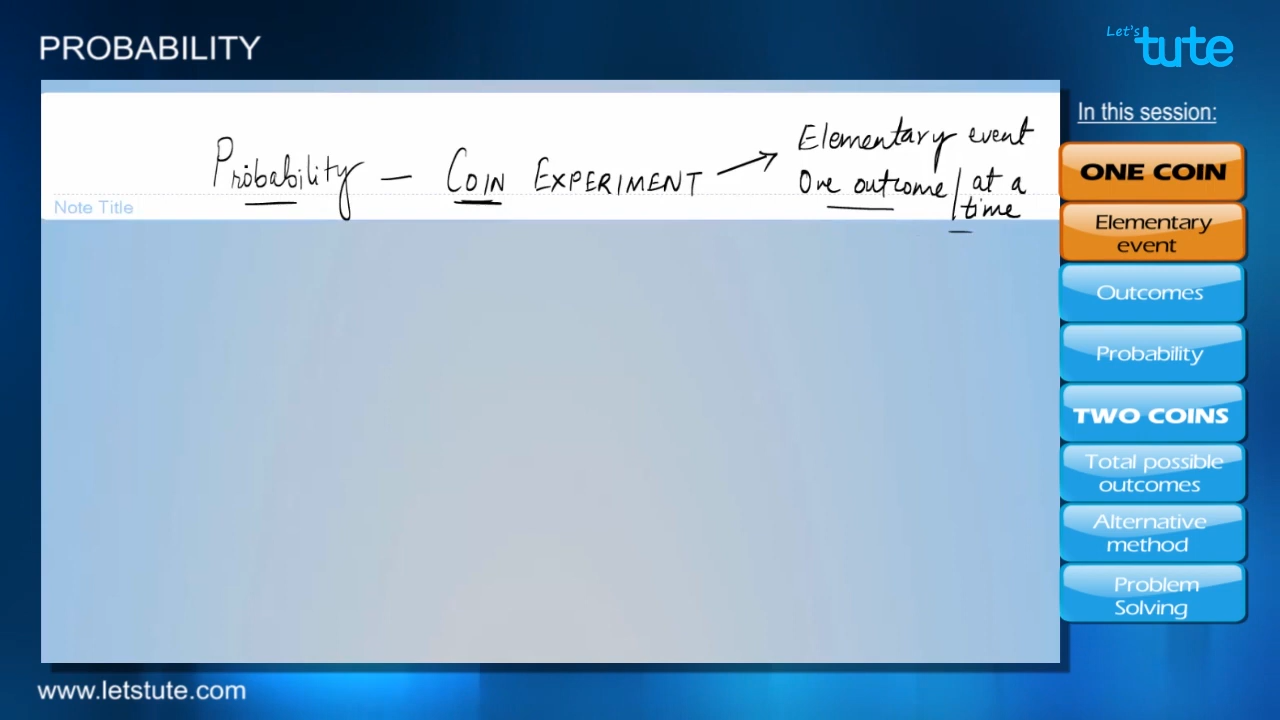 PROBABILITY
Let's
tute
In this session:
Probability — COIN EXPERIMENT
Elementary event
One outcome / at a
time
Note Title
ONE COIN
Elementary
event
Outcomes
Probability
TWO COINS
Total possible
outcomes
Alternative
method
Problem
Solving
www.letstute.com